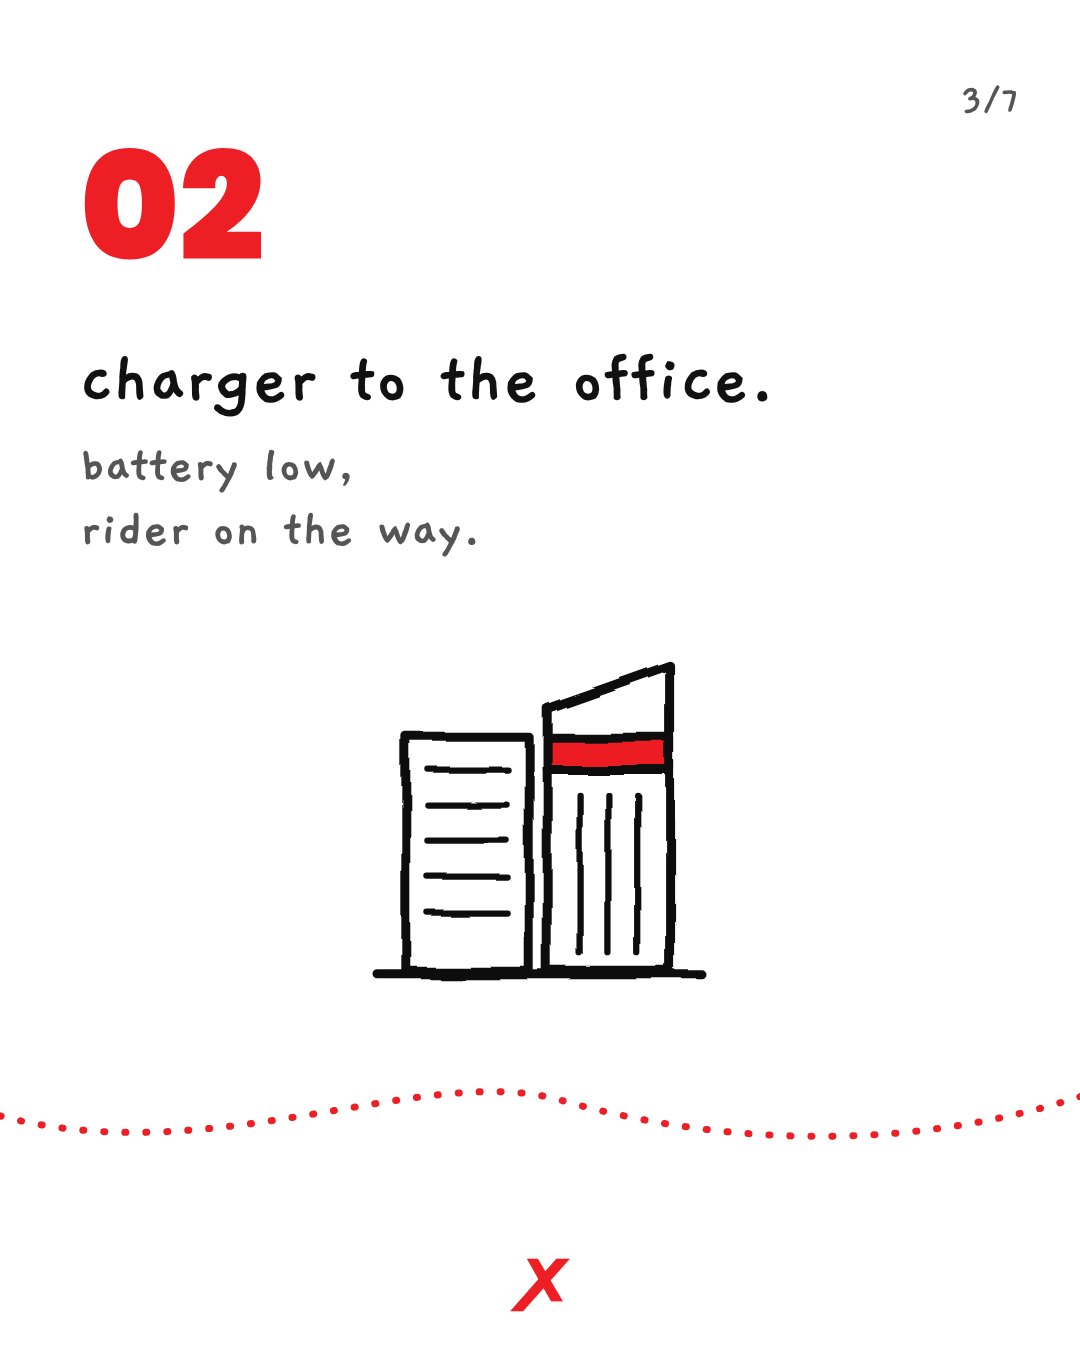 3/7
02
charger to the office.
battery low,
rider on the way.
X